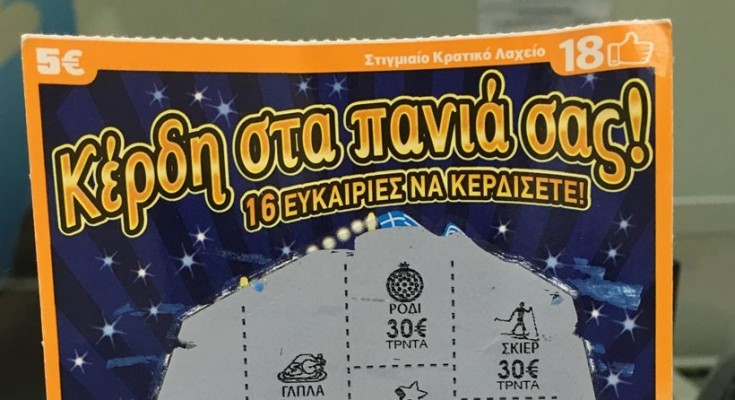 5€
Στιγμιαίο Κρατικό Λαχείο
18
Κέρδη στα πανιά σας!
16 ΕΥΚΑΙΡΙΕΣ ΝΑ ΚΕΡΔΙΣΕΤΕ!
ΡΟΔΙ
30€
ΤΡΝΤΑ
ΣΚΙΕΡ
30€
ΤΡΝΤΑ
ΓΛΠΛΑ